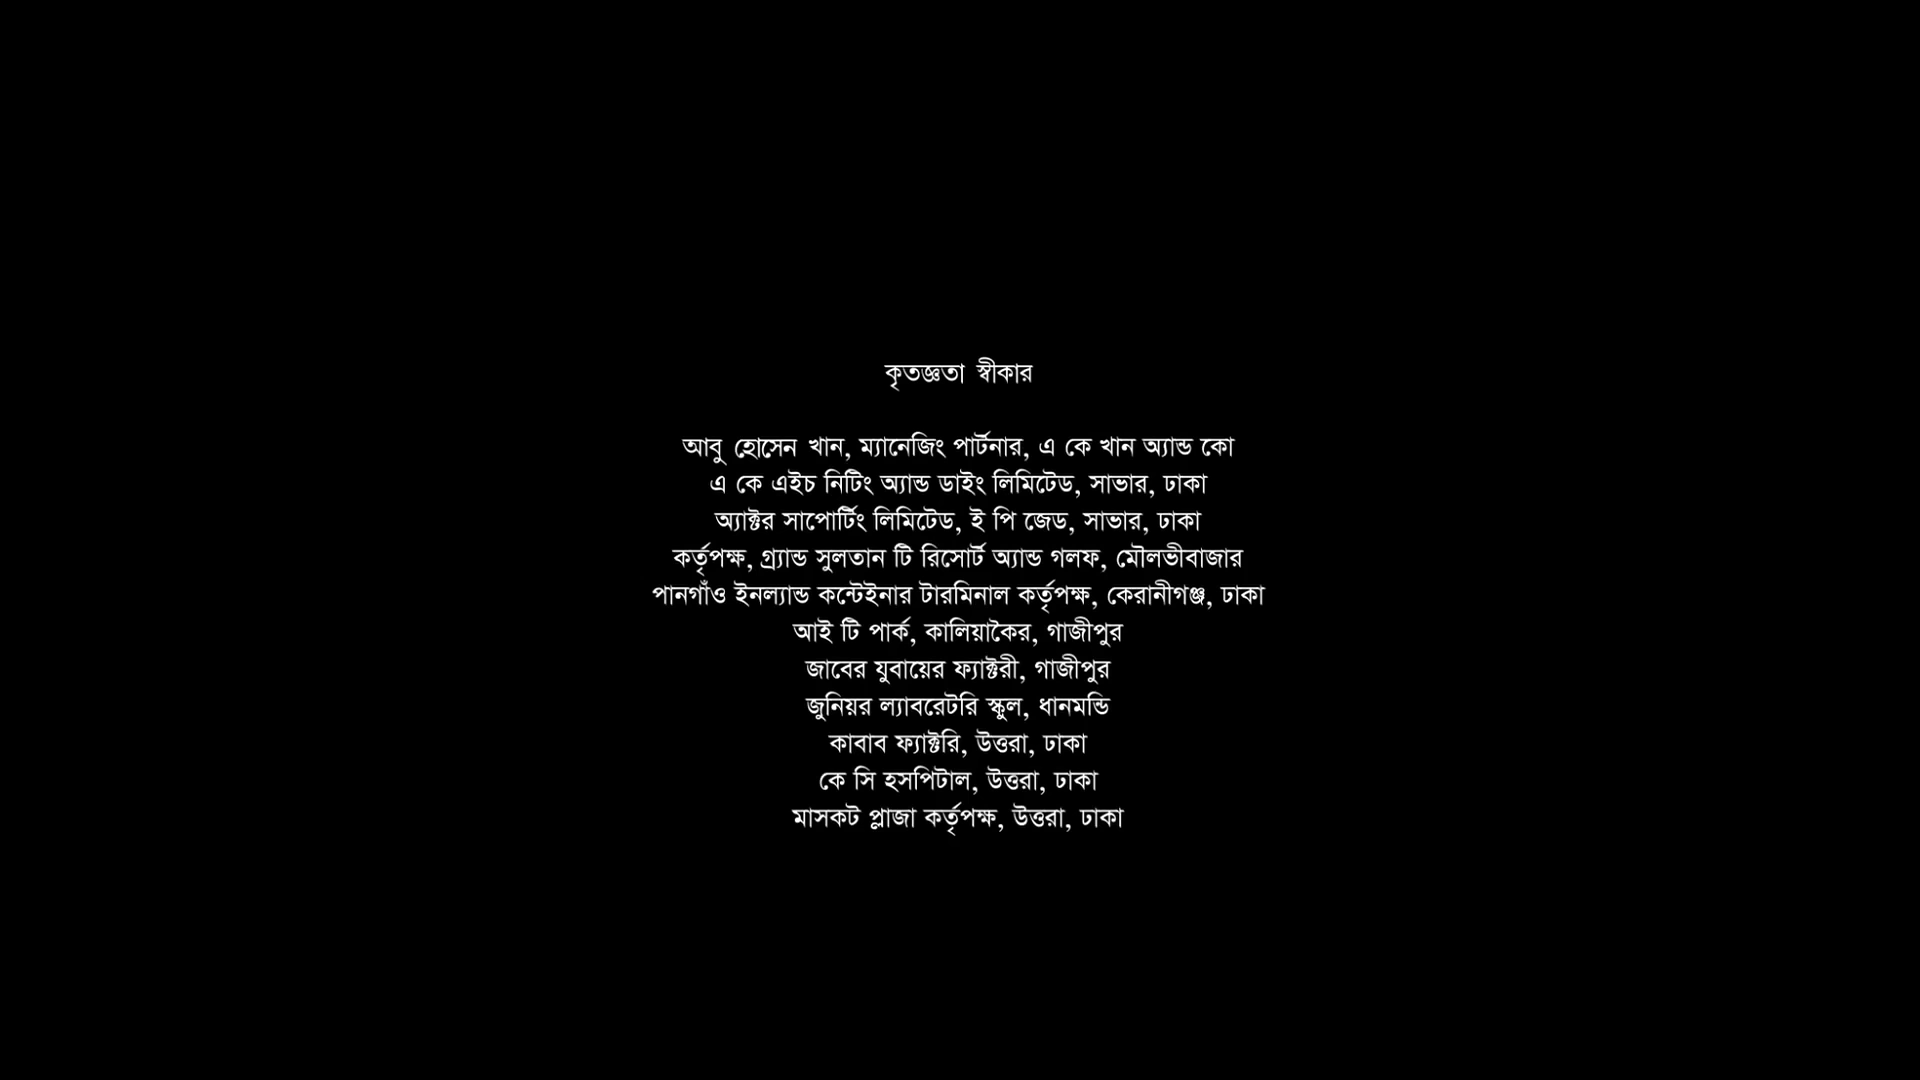 কৃতজ্ঞতা স্বীকার
আবু হোসেন খান, ম্যানেজিং পার্টনার, এ কে খান অ্যান্ড কো
এ কে এইচ নিটিং অ্যান্ড ডাইং লিমিটেড, সাভার, ঢাকা
অ্যাক্টর সাপোর্টিং লিমিটেড, ই পি জেড, সাভার, ঢাকা
কর্তৃপক্ষ, গ্র্যান্ড সুলতান টি রিসোর্ট অ্যান্ড গলফ, মৌলভীবাজার
পানগাঁও ইনল্যান্ড কন্টেইনার টারমিনাল কর্তৃপক্ষ, কেরানীগঞ্জ, ঢাকা
আই টি পার্ক, কালিয়াকৈর, গাজীপুর
জাবের যুবায়ের ফ্যাক্টরী, গাজীপুর
জুনিয়র ল্যাবরেটরি স্কুল, ধানমন্ডি
কাবাব ফ্যাক্টরি, উত্তরা, ঢাকা
কে সি হসপিটাল, উত্তরা, ঢাকা
মাসকট প্লাজা কর্তৃপক্ষ, উত্তরা, ঢাকা